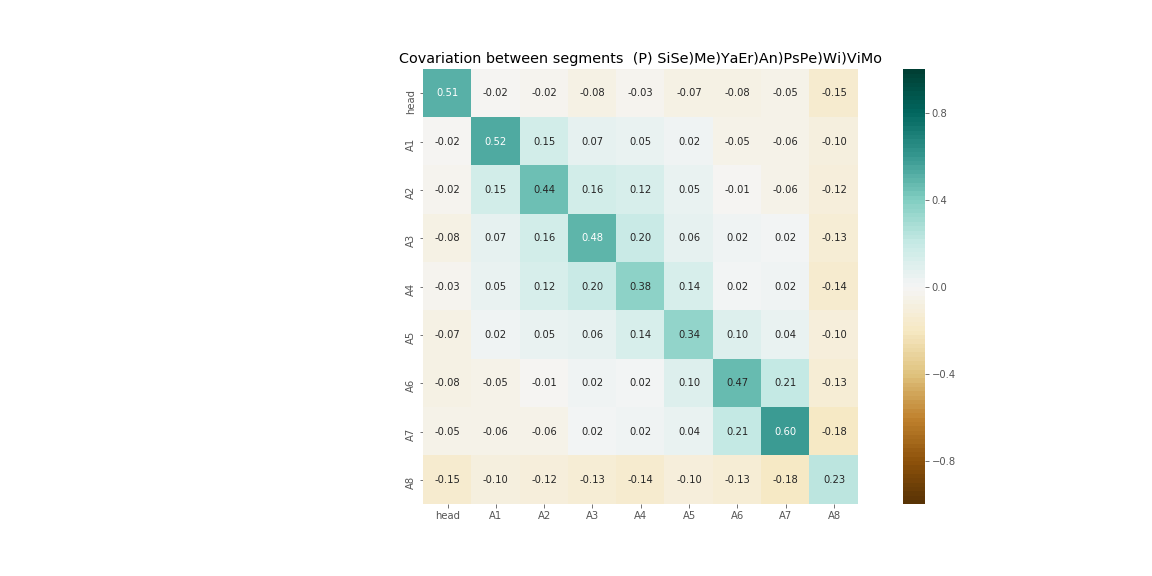 Covariation between segments  (P) SiSe)Me)YaEr)An)PsPe)Wi)ViMo
head 0.51 -0.02 -0.02 -0.08 -0.03 -0.07 -0.08 -0.05 -0.15
A1 -0.02 0.52 0.15 0.07 0.05 0.02 -0.05 -0.06 -0.10
A2 -0.02 0.15 0.44 0.16 0.12 0.05 -0.01 -0.06 -0.12
A3 -0.08 0.07 0.16 0.48 0.20 0.06 0.02 0.02 -0.13
A4 -0.03 0.05 0.12 0.20 0.38 0.14 0.02 0.02 -0.14
A5 -0.07 0.02 0.05 0.06 0.14 0.34 0.10 0.04 -0.10
A6 -0.08 -0.05 -0.01 0.02 0.02 0.10 0.47 0.21 -0.13
A7 -0.05 -0.06 -0.06 0.02 0.02 0.04 0.21 0.60 -0.18
A8 -0.15 -0.10 -0.12 -0.13 -0.14 -0.10 -0.13 -0.18 0.23
head A1 A2 A3 A4 A5 A6 A7 A8
0.8
0.4
0.0
−0.4
−0.8